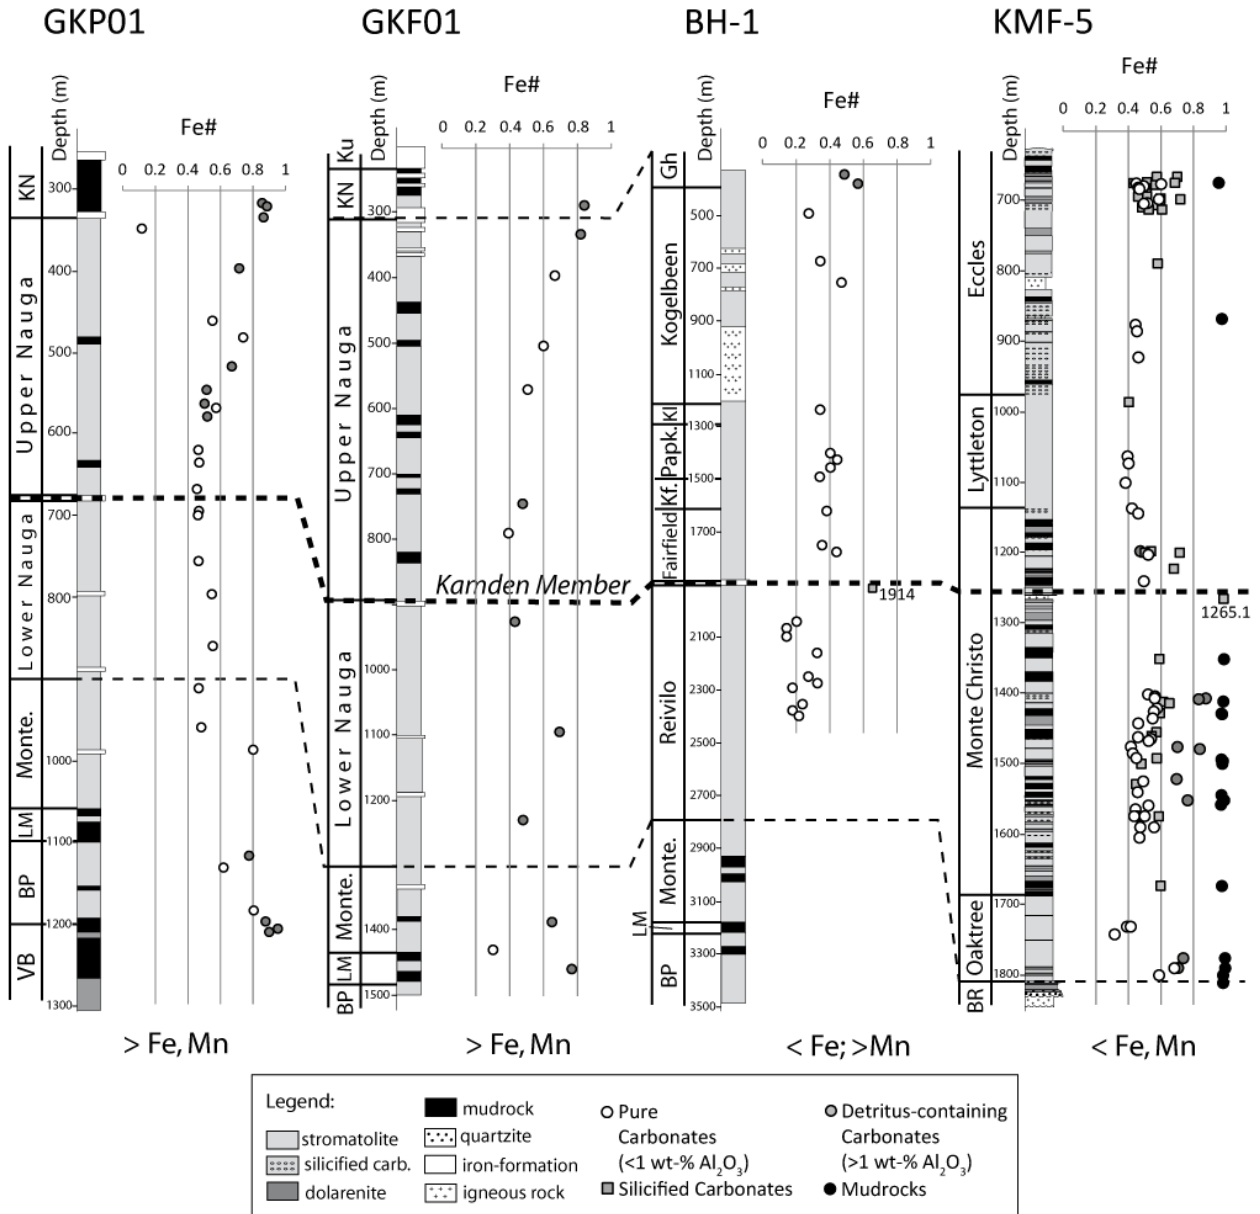 GKP01
GKF01
BH-1
KMF-5
Depth (m)
Fe#
0 0.2 0.4 0.6 0.8 1
KN
Upper Nauga
Lower Nauga
Monte.
LM
BP
VB
300
400
500
600
700
800
1000
1100
1200
1300
> Fe, Mn
Depth (m)
Fe#
0 0.2 0.4 0.6 0.8 1
Ku
KN
Upper Nauga
Lower Nauga
Monte.
LM
BP
300
400
500
600
700
800
1000
1100
1200
1400
1500
Kamden Member
> Fe, Mn
Depth (m)
Fe#
0 0.2 0.4 0.6 0.8 1
Gh
Kogelbeen
Kl
Papk.
Kf.
Fairfield
Reivilo
Monte.
LM
BP
500
700
900
1100
1300
1500
1700
2100
2300
2500
2700
2900
3100
3300
3500
1914
< Fe; >Mn
Depth (m)
Fe#
0 0.2 0.4 0.6 0.8 1
Eccles
Lyttleton
Monte Christo
Oaktree
BR
700
800
900
1000
1100
1200
1300
1400
1500
1600
1700
1800
1265.1
< Fe, Mn
Legend:
stromatolite
silicified carb.
dolarenite
mudrock
quartzite
iron-formation
igneous rock
Pure
Carbonates
(<1 wt-% Al₂O₃)
Silicified Carbonates
Detritus-containing
Carbonates
(>1 wt-% Al₂O₃)
Mudrocks